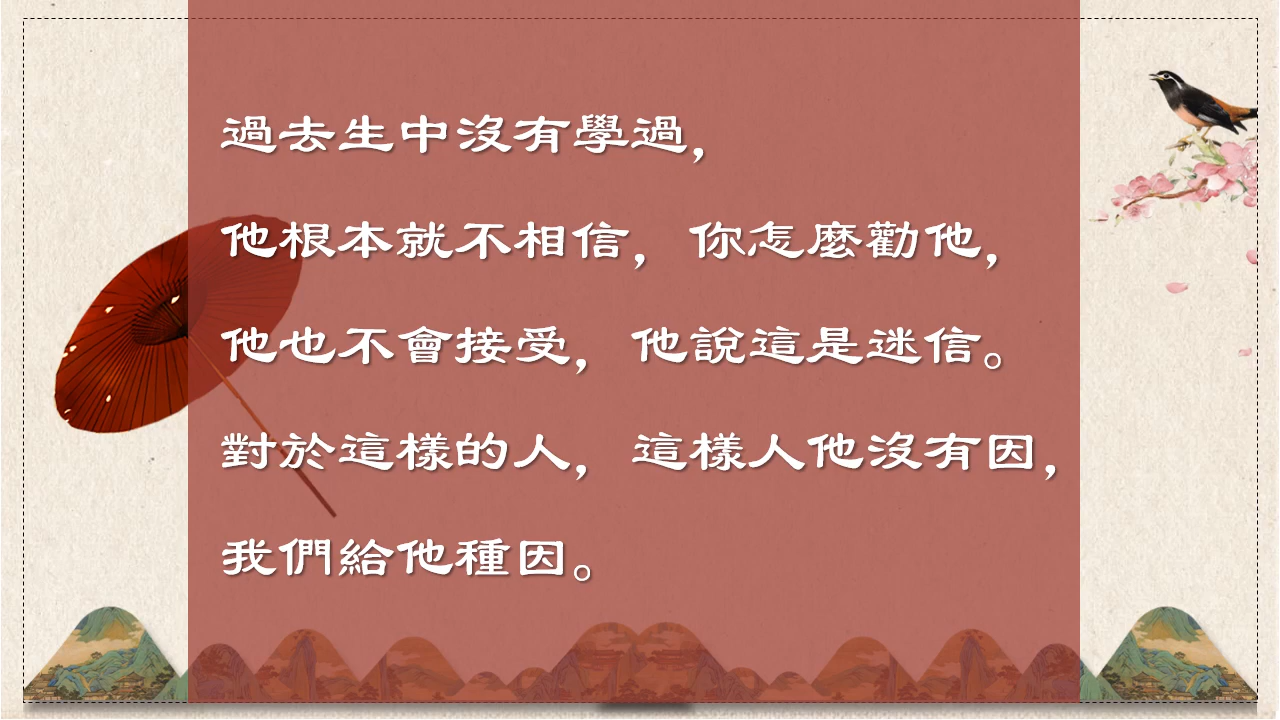 過去生中沒有學過，
他根本就不相信，你怎麼勸他，
他也不會接受，他說這是迷信。
對於這樣的人，這樣人他沒有因，
我們給他種因。